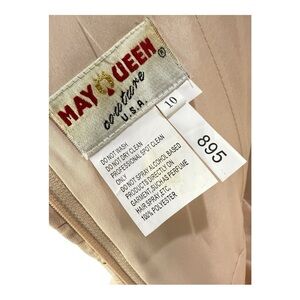 MAY QUEEN ®
couture
U.S.A.
10
895
DO NOT WASH
DO NOT DRY CLEAN
PROFESSIONAL SPOT CLEAN
ONLY
DO NOT SPRAY ALCOHOL BASED
PRODUCTS DIRECTLY ON
GARMENT, SUCH AS PERFUME
HAIR SPRAY, ETC.
100% POLYESTER